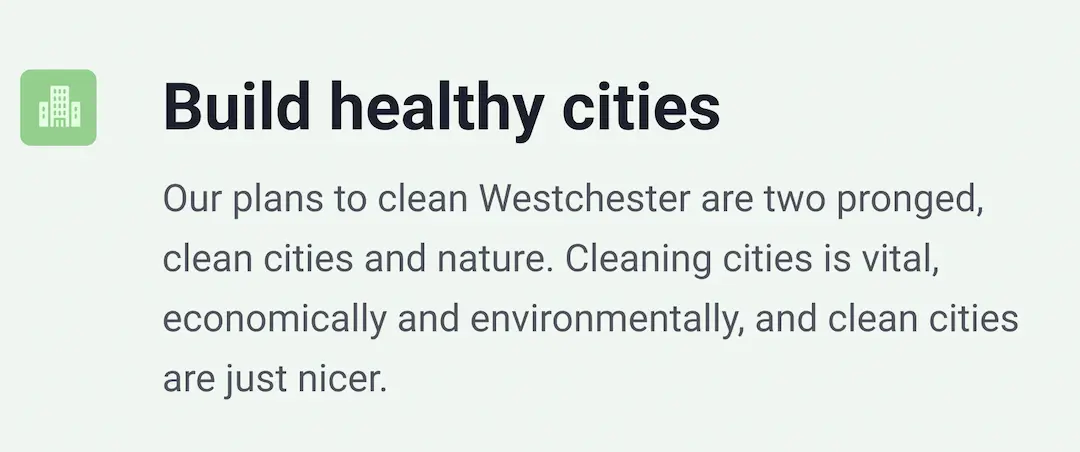 Build healthy cities
Our plans to clean Westchester are two pronged,
clean cities and nature. Cleaning cities is vital,
economically and environmentally, and clean cities
are just nicer.